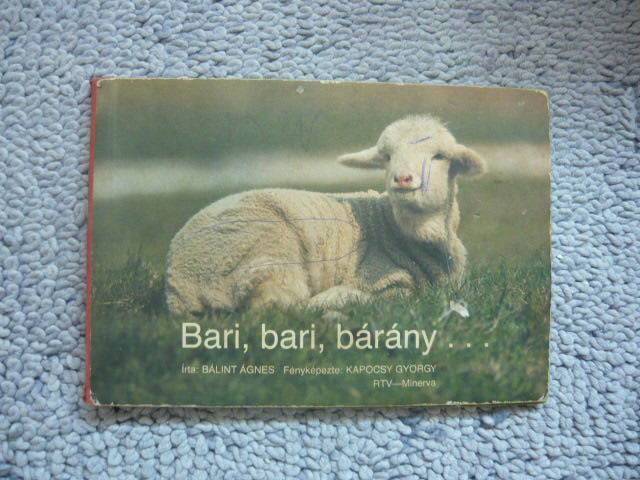 Bari, bari, bárány . . .
Írta: BÁLINT ÁGNES Fényképezte: KAPOCSY GYÖRGY
RTV—Minerva